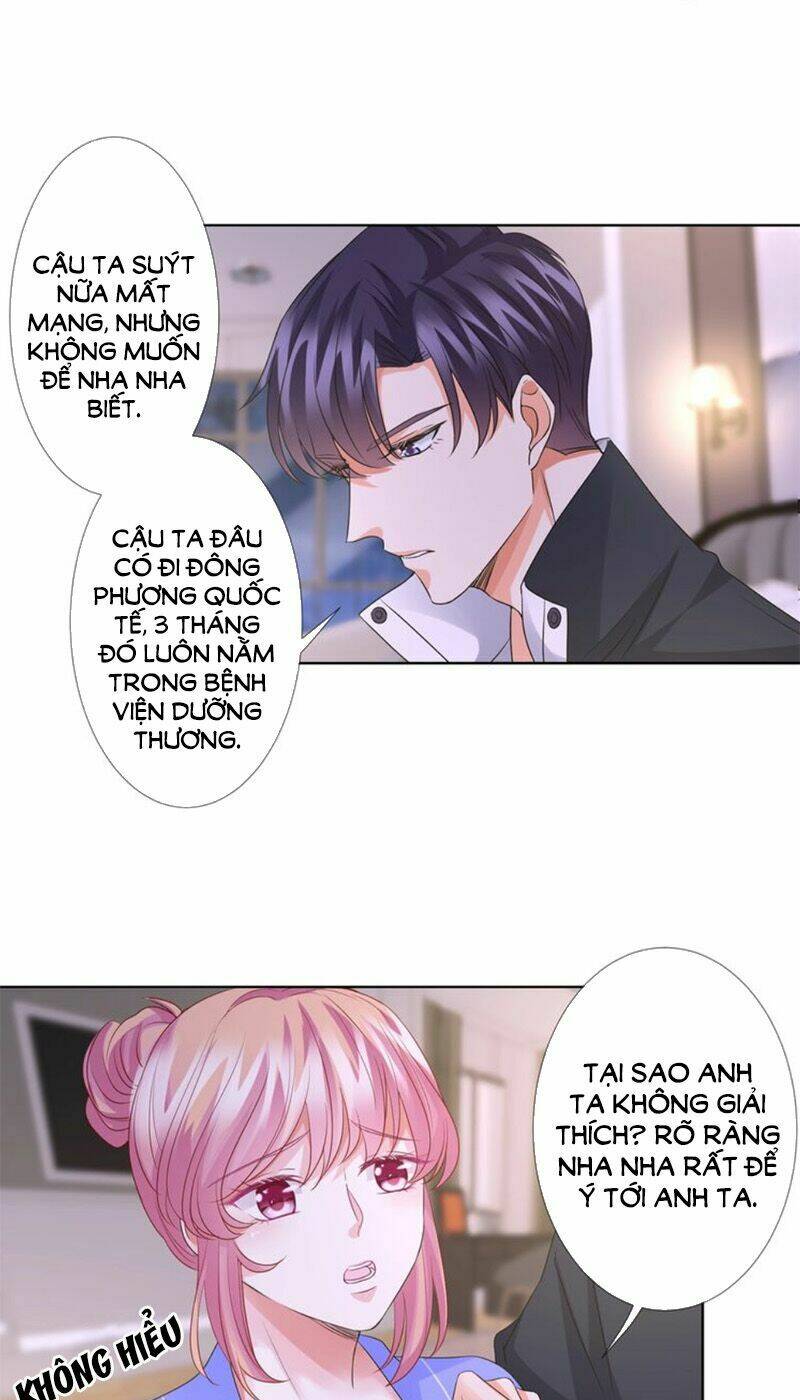 CẬU TA SUÝT
NỮA MẤT
MẠNG, NHƯNG
KHÔNG MUỐN
ĐỂ NHA NHA
BIẾT.
CẬU TA ĐÂU
CÓ ĐI ĐÔNG
PHƯƠNG QUỐC
TẾ, 3 THÁNG
ĐÓ LUÔN NẰM
TRONG BỆNH
VIỆN DƯỠNG
THƯƠNG.
TẠI SAO ANH
TA KHÔNG GIẢI
THÍCH? RÕ RÀNG
NHA NHA RẤT ĐỂ
Ý TỚI ANH TA.
KHÔNG HIỂU